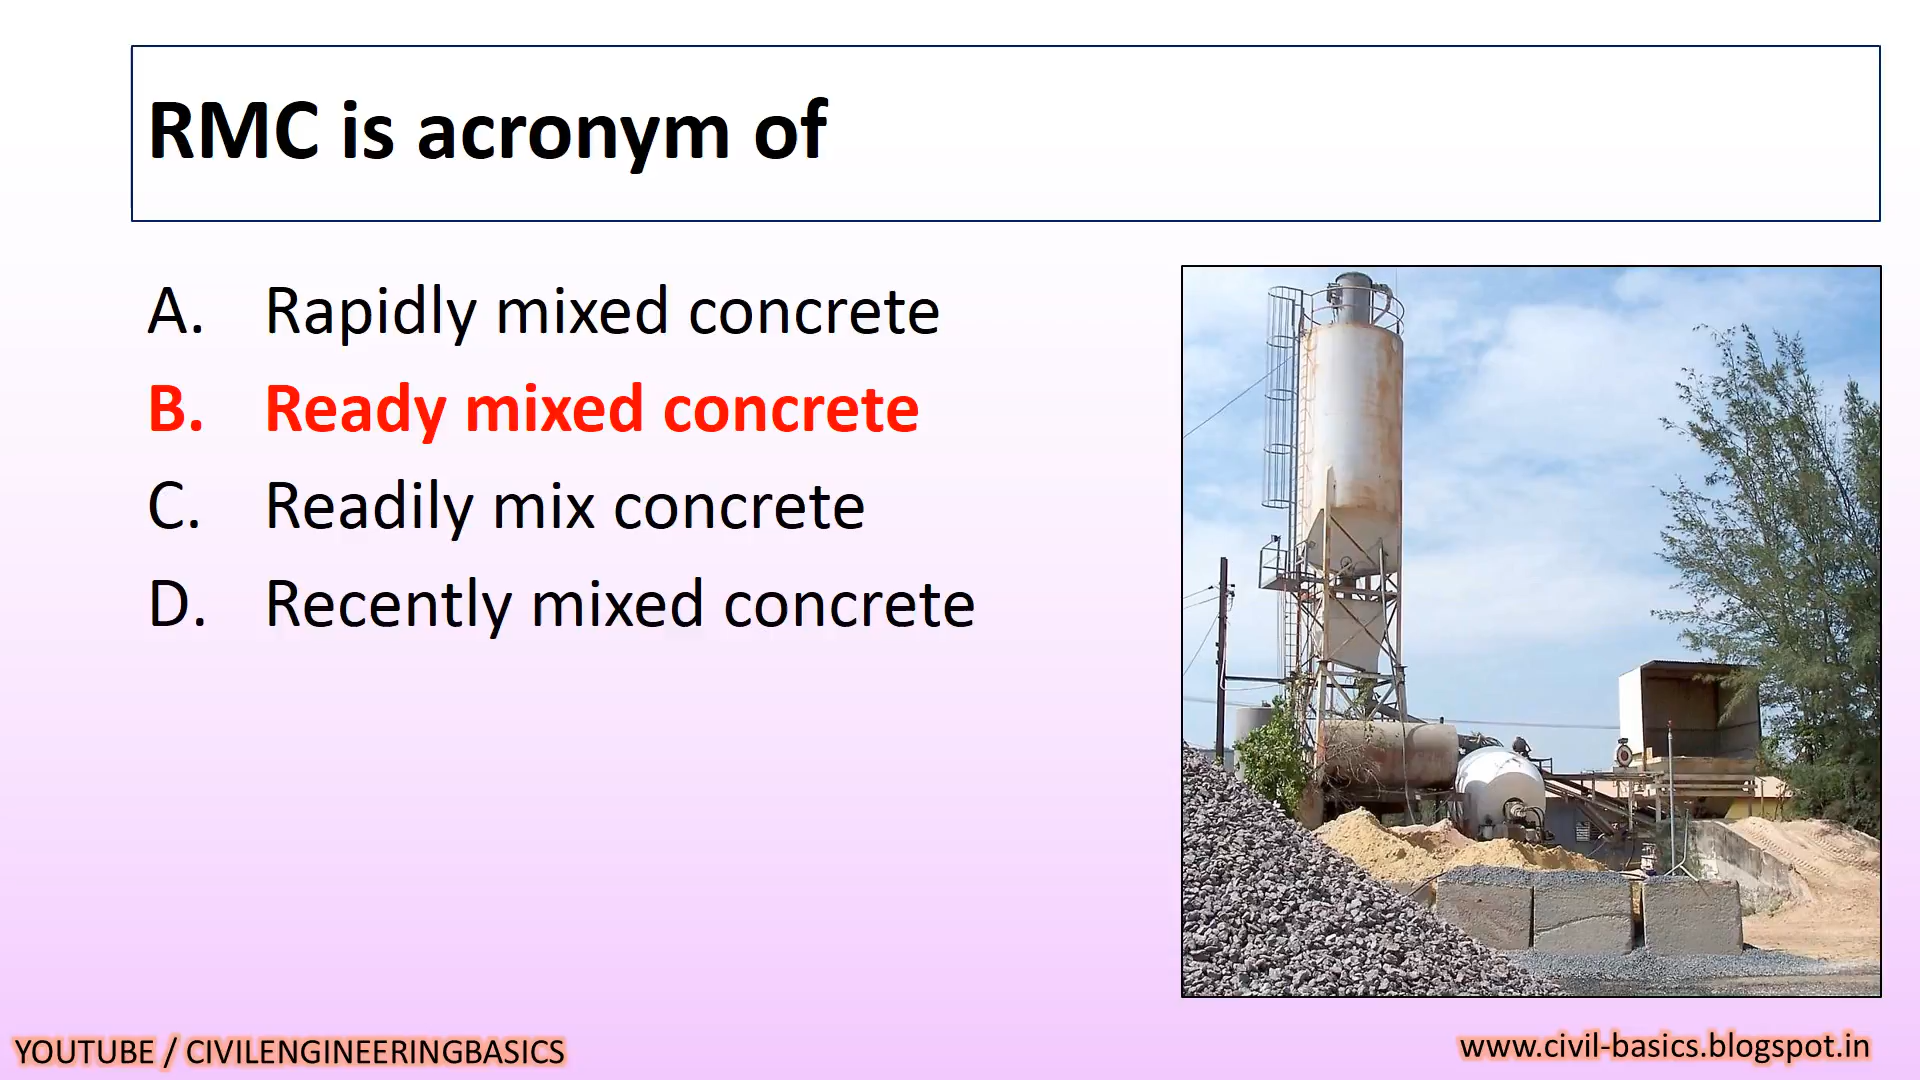 RMC is acronym of
A. Rapidly mixed concrete
B. Ready mixed concrete
C. Readily mix concrete
D. Recently mixed concrete
YOUTUBE / CIVILENGINEERINGBASICS
www.civil-basics.blogspot.in